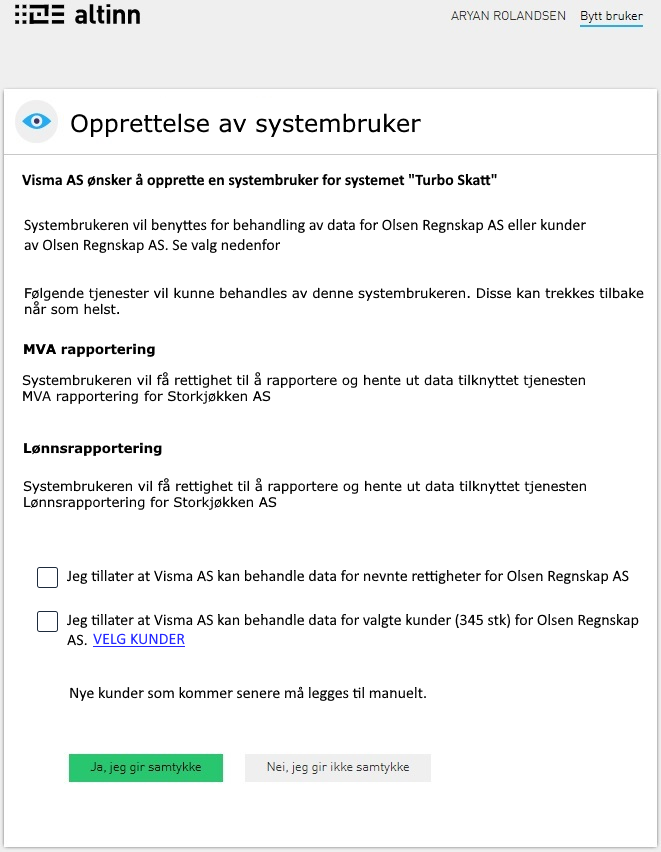 altinn
ARYAN ROLANDSEN Bytt bruker
Opprettelse av systembruker
Visma AS ønsker å opprette en systembruker for systemet "Turbo Skatt"
Systembrukeren vil benyttes for behandling av data for Olsen Regnskap AS eller kunder
av Olsen Regnskap AS. Se valg nedenfor
Følgende tjenester vil kunne behandles av denne systembrukeren. Disse kan trekkes tilbake
når som helst.
MVA rapportering
Systembrukeren vil få rettighet til å rapportere og hente ut data tilknyttet tjenesten
MVA rapportering for Storkjøkken AS
Lønnsrapportering
Systembrukeren vil få rettighet til å rapportere og hente ut data tilknyttet tjenesten
Lønnsrapportering for Storkjøkken AS
Jeg tillater at Visma AS kan behandle data for nevnte rettigheter for Olsen Regnskap AS
Jeg tillater at Visma AS kan behandle data for valgte kunder (345 stk) for Olsen Regnskap
AS. VELG KUNDER
Nye kunder som kommer senere må legges til manuelt.
Ja, jeg gir samtykke Nei, jeg gir ikke samtykke